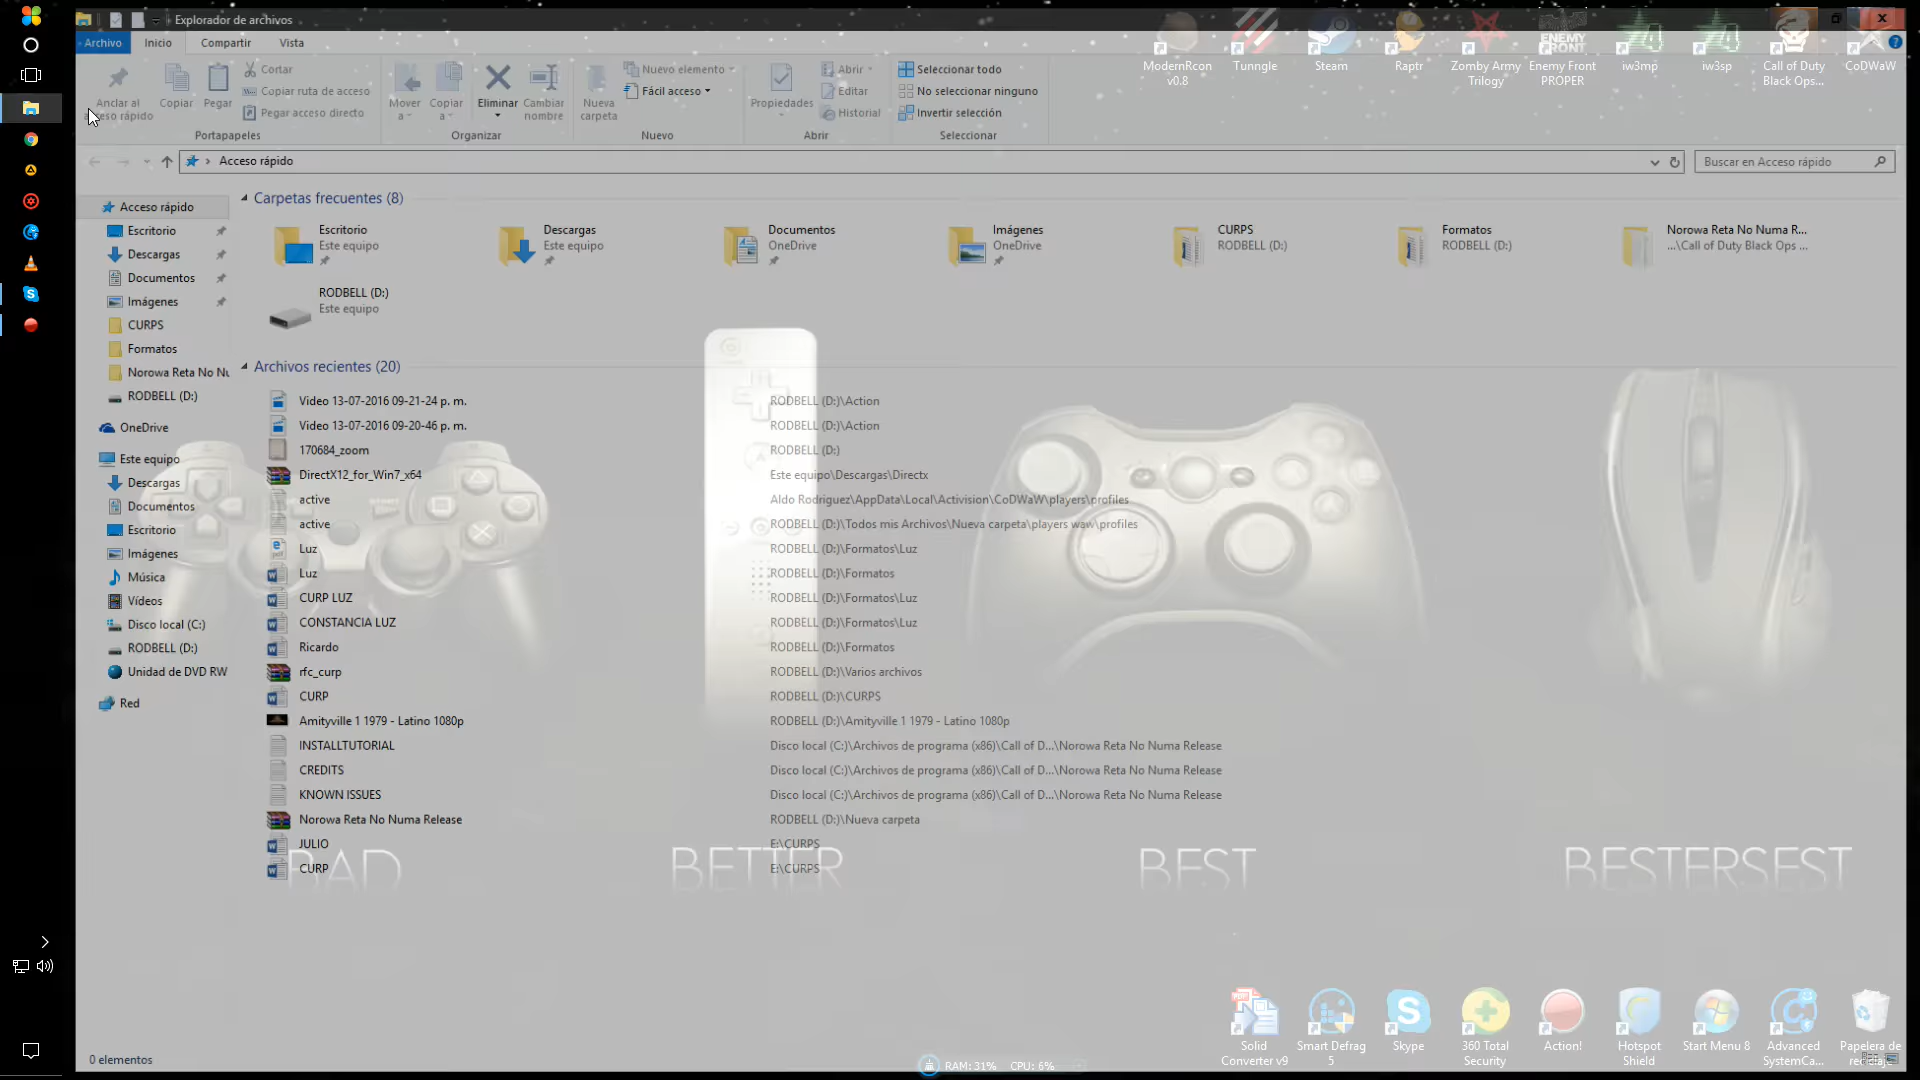 Explorador de archivos
Archivo Inicio Compartir Vista
Anclar al
acceso rápido
Copiar
Pegar
Cortar
Copiar ruta de acceso
Pegar acceso directo
Portapapeles
Mover
a
Copiar
a
Eliminar
Cambiar
nombre
Organizar
Nueva
carpeta
Nuevo elemento
Fácil acceso
Nuevo
Propiedades
Abrir
Editar
Historial
Abrir
Seleccionar todo
No seleccionar ninguno
Invertir selección
Seleccionar
ModernRcon
v0.8
Tunngle
Steam
Raptr
Zomby Army
Trilogy
ENEMY
FRONT
Enemy Front
PROPER
iw3mp
iw3sp
Call of Duty
Black Ops...
CoDWaW
Acceso rápido
Buscar en Acceso rápido
Acceso rápido
Escritorio
Descargas
Documentos
Imágenes
CURPS
Formatos
Norowa Reta No Nu
RODBELL (D:)
OneDrive
Este equipo
Descargas
Documentos
Escritorio
Imágenes
Música
Vídeos
Disco local (C:)
RODBELL (D:)
Unidad de DVD RW
Red
Carpetas frecuentes (8)
Escritorio
Este equipo
Descargas
Este equipo
Documentos
OneDrive
Imágenes
OneDrive
CURPS
RODBELL (D:)
Formatos
RODBELL (D:)
Norowa Reta No Numa R...
...\Call of Duty Black Ops ...
RODBELL (D:)
Este equipo
Archivos recientes (20)
Video 13-07-2016 09-21-24 p. m. RODBELL (D:)\Action
Video 13-07-2016 09-20-46 p. m. RODBELL (D:)\Action
170684_zoom RODBELL (D:)
DirectX12_for_Win7_x64 Este equipo\Descargas\Directx
active Aldo Rodriguez\AppData\Local\Activision\CoDWaW\players\profiles
active RODBELL (D:)\Todos mis Archivos\Nueva carpeta\players waw\profiles
Luz RODBELL (D:)\Formatos\Luz
Luz RODBELL (D:)\Formatos
CURP LUZ RODBELL (D:)\Formatos\Luz
CONSTANCIA LUZ RODBELL (D:)\Formatos\Luz
Ricardo RODBELL (D:)\Formatos
rfc_curp RODBELL (D:)\Varios archivos
CURP RODBELL (D:)\CURPS
Amityville 1 1979 - Latino 1080p RODBELL (D:)\Amityville 1 1979 - Latino 1080p
INSTALLTUTORIAL Disco local (C:)\Archivos de programa (x86)\Call of D...\Norowa Reta No Numa Release
CREDITS Disco local (C:)\Archivos de programa (x86)\Call of D...\Norowa Reta No Numa Release
KNOWN ISSUES Disco local (C:)\Archivos de programa (x86)\Call of D...\Norowa Reta No Numa Release
Norowa Reta No Numa Release RODBELL (D:)\Nueva carpeta
JULIO E:\CURPS
CURP E:\CURPS
BAD BETTER BEST BESTERSEST
Solid
Converter v9
Smart Defrag
5
Skype
360 Total
Security
Action!
Hotspot
Shield
Start Menu 8
Advanced
SystemCa...
Papelera de
reciclaje
0 elementos
RAM: 31% CPU: 6%